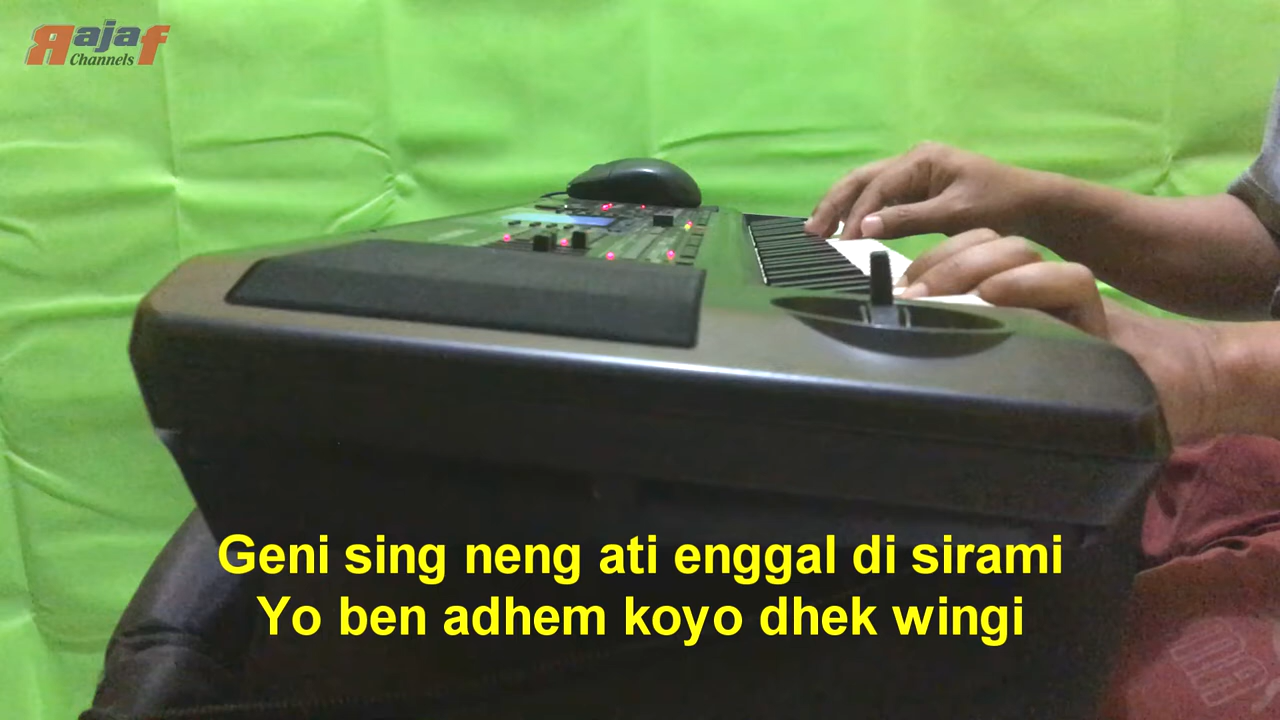 Rajaf
Channels
Geni sing neng ati enggal di sirami
Yo ben adhem koyo dhek wingi